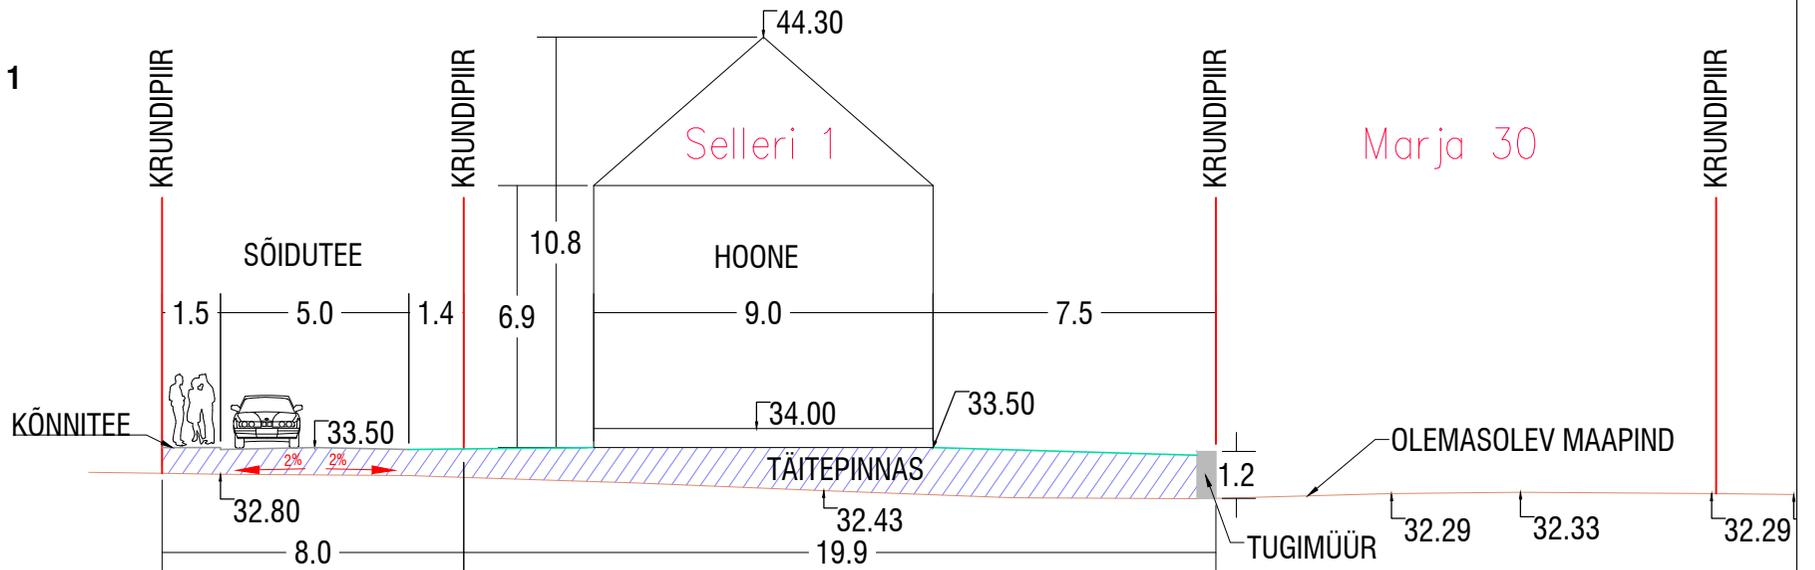 44.30
1
KRUNDIPIIR
KRUNDIPIIR
KRUNDIPIIR
KRUNDIPIIR
Selleri 1
Marja 30
SÕIDUTEE
10.8
HOONE
1.5
5.0
1.4
6.9
9.0
7.5
KÕNNITEE
33.50
34.00
33.50
2%
2%
TÄITEPINNAS
1.2
OLEMASOLEV MAAPIND
32.80
32.43
32.29
32.33
32.29
TUGIMÜÜR
8.0
19.9